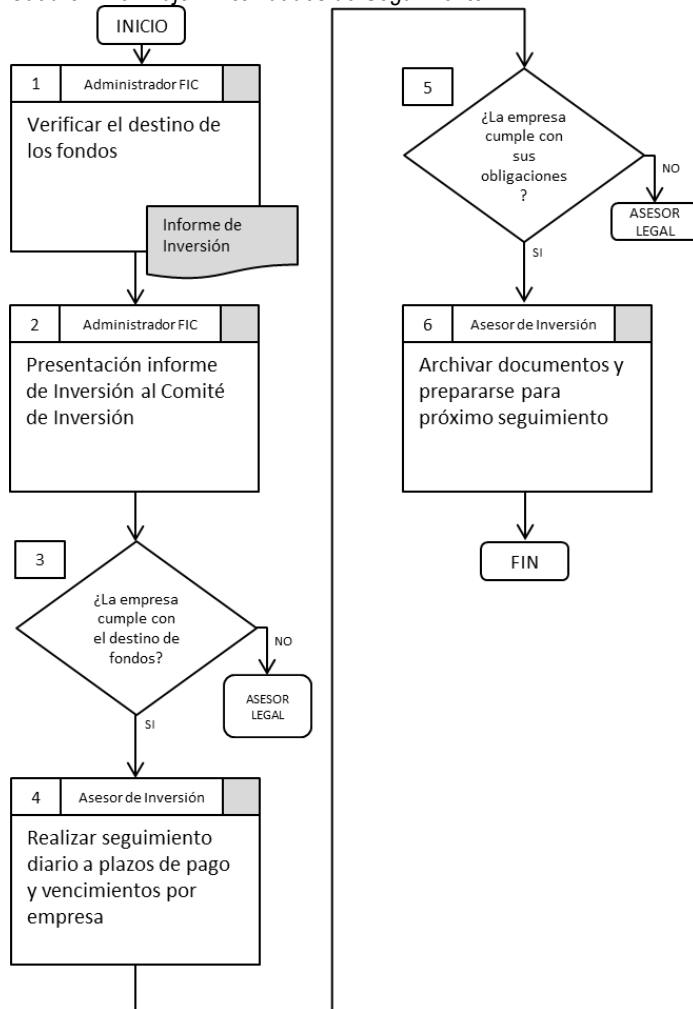 INICIO
1
Administrador FIC
Verificar el destino de
los fondos
Informe de
Inversión
2
Administrador FIC
Presentación informe
de Inversión al Comité
de Inversión
3
¿La empresa
cumple con
el destino de
fondos?
NO
ASESOR
LEGAL
SI
4
Asesor de Inversión
Realizar seguimiento
diario a plazos de pago
y vencimientos por
empresa
5
¿La empresa
cumple con
sus
obligaciones
?
NO
ASESOR
LEGAL
SI
6
Asesor de Inversión
Archivar documentos y
prepararse para
próximo seguimiento
FIN